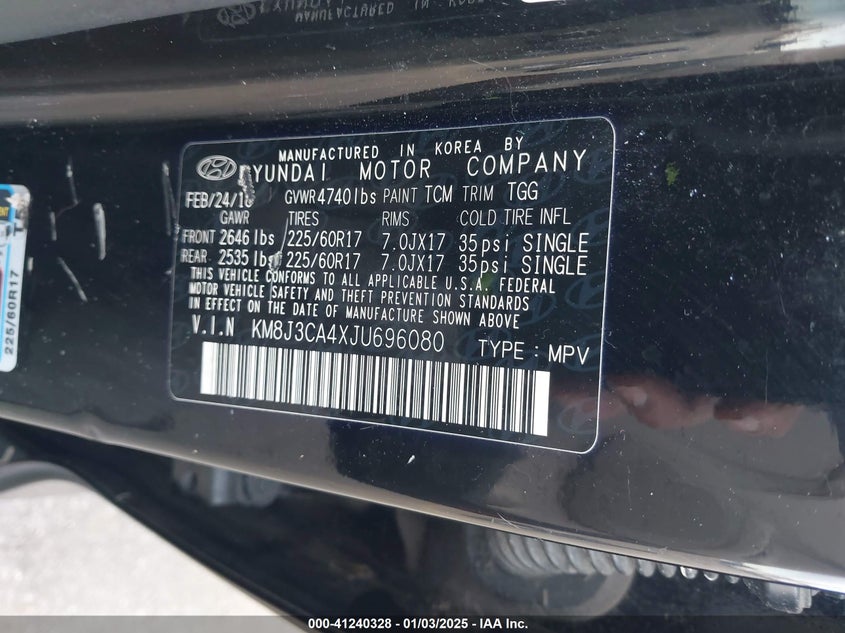 MANUFACTURED IN KOREA BY
HYUNDAI MOTOR COMPANY
FEB/24/18 GVWR 4740lbs PAINT TCM TRIM TGG
GAWR TIRES RIMS COLD TIRE INFL
FRONT 2646 lbs 225/60R17 7.0JX17 35psi SINGLE
REAR 2535 lbs 225/60R17 7.0JX17 35psi SINGLE
THIS VEHICLE CONFORMS TO ALL APPLICABLE U.S.A. FEDERAL
MOTOR VEHICLE SAFETY AND THEFT PREVENTION STANDARDS
IN EFFECT ON THE DATE OF MANUFACTURE SHOWN ABOVE
V.I.N KM8J3CA4XJU696080 TYPE : MPV
225/60R17
000-41240328 - 01/03/2025 - IAA Inc.